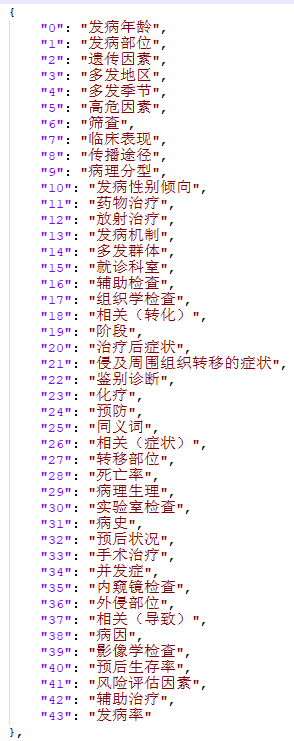 {
"0": "发病年龄",
"1": "发病部位",
"2": "遗传因素",
"3": "多发地区",
"4": "多发季节",
"5": "高危因素",
"6": "筛查",
"7": "临床表现",
"8": "传播途径",
"9": "病理分型",
"10": "发病性别倾向",
"11": "药物治疗",
"12": "放射治疗",
"13": "发病机制",
"14": "多发群体",
"15": "就诊科室",
"16": "辅助检查",
"17": "组织学检查",
"18": "相关（转化）",
"19": "阶段",
"20": "治疗后症状",
"21": "侵及周围组织转移的症状",
"22": "鉴别诊断",
"23": "化疗",
"24": "预防",
"25": "同义词",
"26": "相关（症状）",
"27": "转移部位",
"28": "死亡率",
"29": "病理生理",
"30": "实验室检查",
"31": "病史",
"32": "预后状况",
"33": "手术治疗",
"34": "并发症",
"35": "内窥镜检查",
"36": "外侵部位",
"37": "相关（导致）",
"38": "病因",
"39": "影像学检查",
"40": "预后生存率",
"41": "风险评估因素",
"42": "辅助治疗",
"43": "发病率"
},